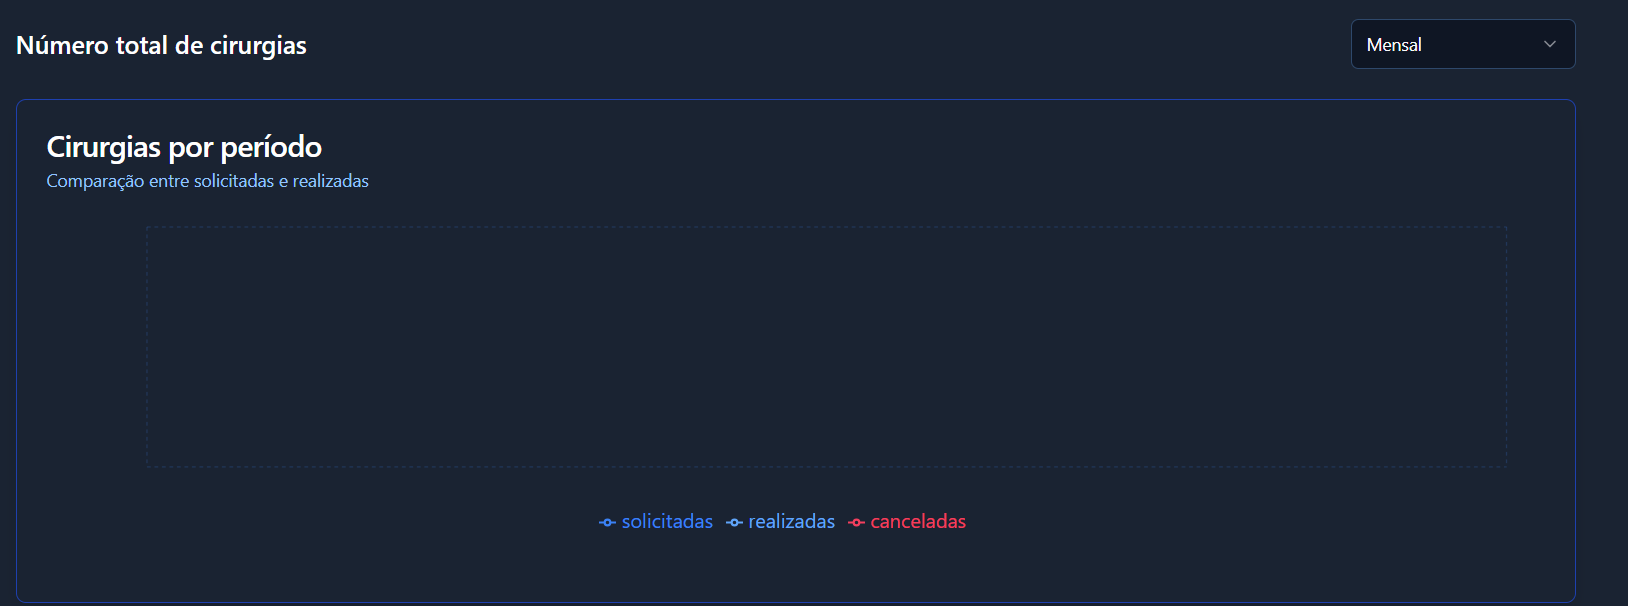 Número total de cirurgias
Mensal
Cirurgias por período
Comparação entre solicitadas e realizadas
solicitadas realizadas canceladas